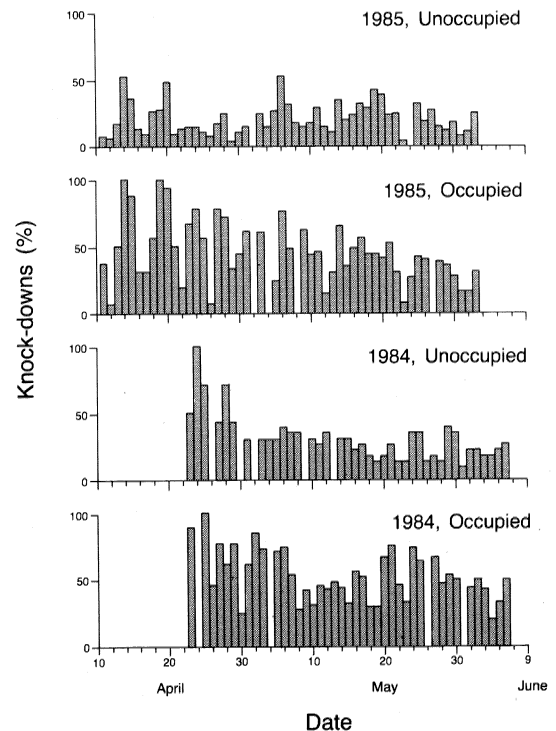 1985, Unoccupied
100
50
0
1985, Occupied
100
50
0
Knock-downs (%)
1984, Unoccupied
100
50
0
1984, Occupied
100
50
0
10 20 30 10 20 30 9
April May June
Date